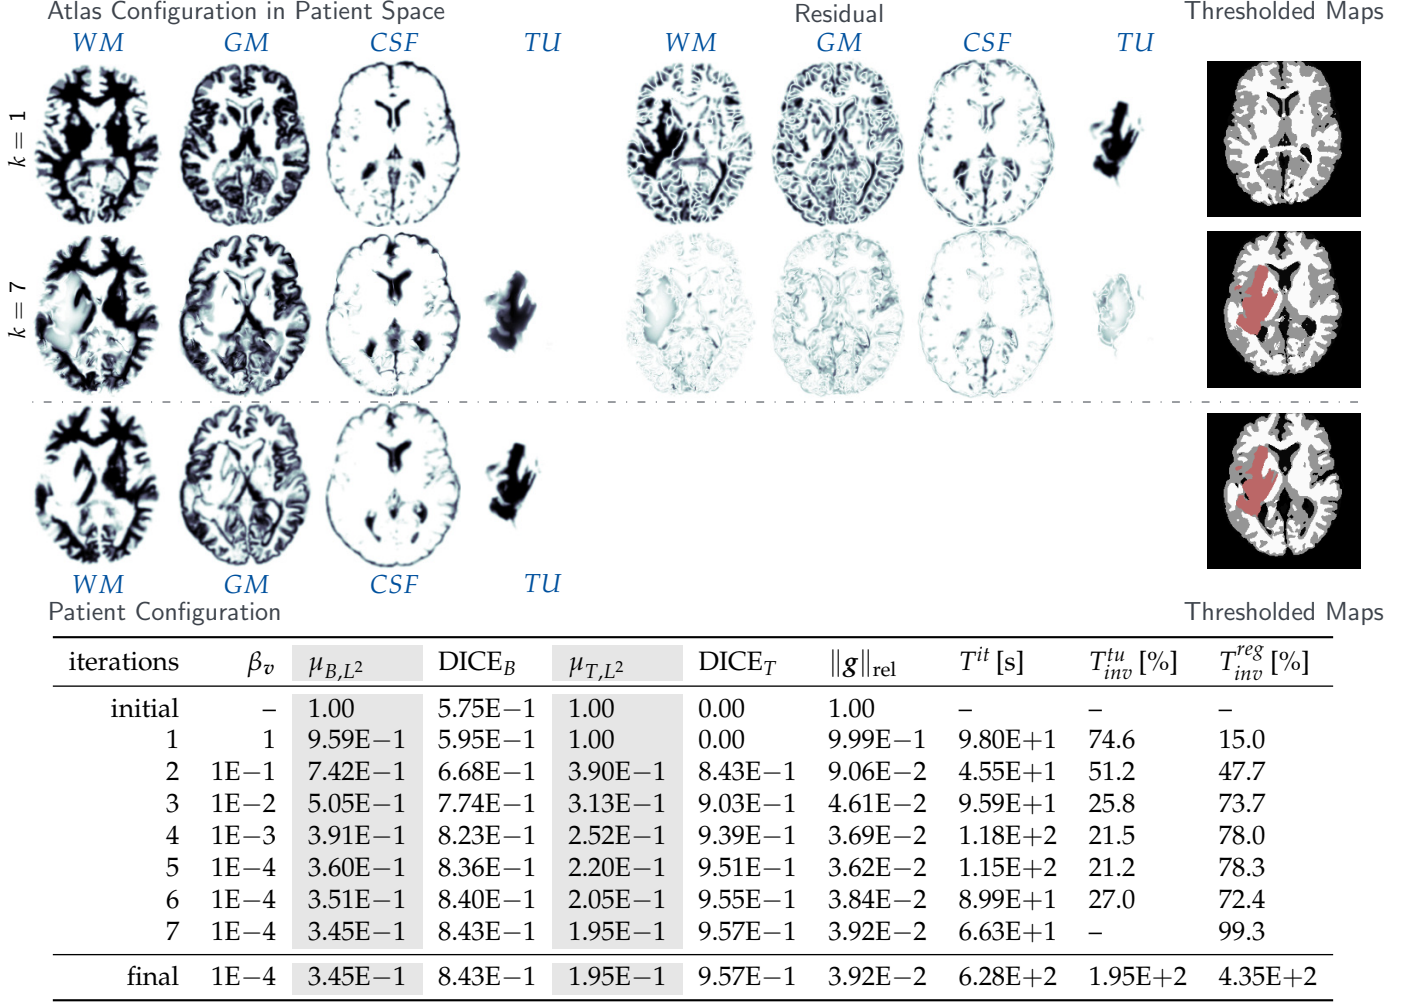 Atlas Configuration in Patient Space Residual Thresholded Maps
WM GM CSF TU WM GM CSF TU
k = 1
k = 7
WM GM CSF TU
Patient Configuration Thresholded Maps
iterations β_v μ_{B,L^2} DICE_B μ_{T,L^2} DICE_T ‖g‖_rel T^{it} [s] T^{tu}_{inv} [%] T^{reg}_{inv} [%]
initial – 1.00 5.75E−1 1.00 0.00 1.00 – – –
1 1 9.59E−1 5.95E−1 1.00 0.00 9.99E−1 9.80E+1 74.6 15.0
2 1E−1 7.42E−1 6.68E−1 3.90E−1 8.43E−1 9.06E−2 4.55E+1 51.2 47.7
3 1E−2 5.05E−1 7.74E−1 3.13E−1 9.03E−1 4.61E−2 9.59E+1 25.8 73.7
4 1E−3 3.91E−1 8.23E−1 2.52E−1 9.39E−1 3.69E−2 1.18E+2 21.5 78.0
5 1E−4 3.60E−1 8.36E−1 2.20E−1 9.51E−1 3.62E−2 1.15E+2 21.2 78.3
6 1E−4 3.51E−1 8.40E−1 2.05E−1 9.55E−1 3.84E−2 8.99E+1 27.0 72.4
7 1E−4 3.45E−1 8.43E−1 1.95E−1 9.57E−1 3.92E−2 6.63E+1 – 99.3
final 1E−4 3.45E−1 8.43E−1 1.95E−1 9.57E−1 3.92E−2 6.28E+2 1.95E+2 4.35E+2